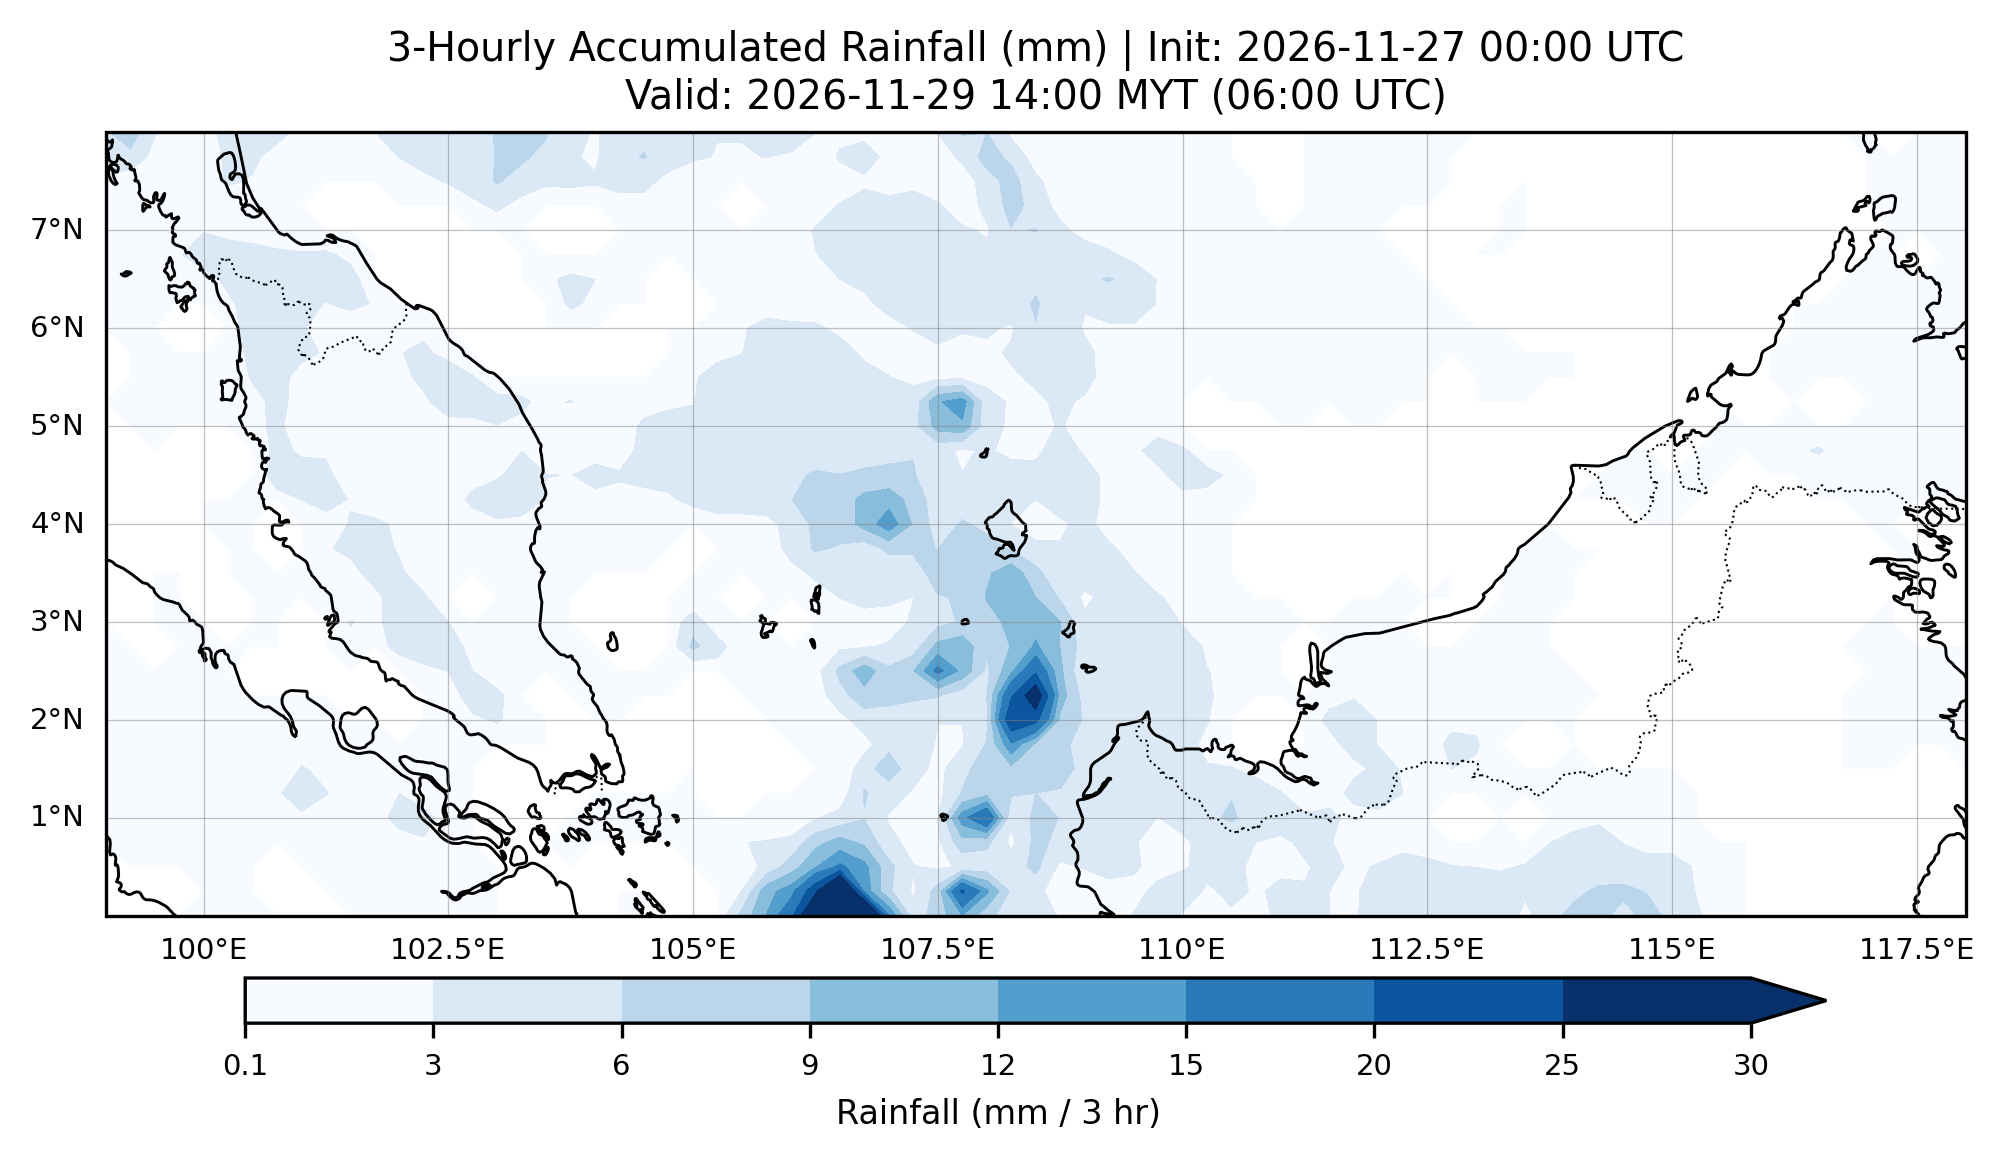 3-Hourly Accumulated Rainfall (mm) | Init: 2026-11-27 00:00 UTC
Valid: 2026-11-29 14:00 MYT (06:00 UTC)
7°N
6°N
5°N
4°N
3°N
2°N
1°N
100°E 102.5°E 105°E 107.5°E 110°E 112.5°E 115°E 117.5°E
0.1 3 6 9 12 15 20 25 30
Rainfall (mm / 3 hr)